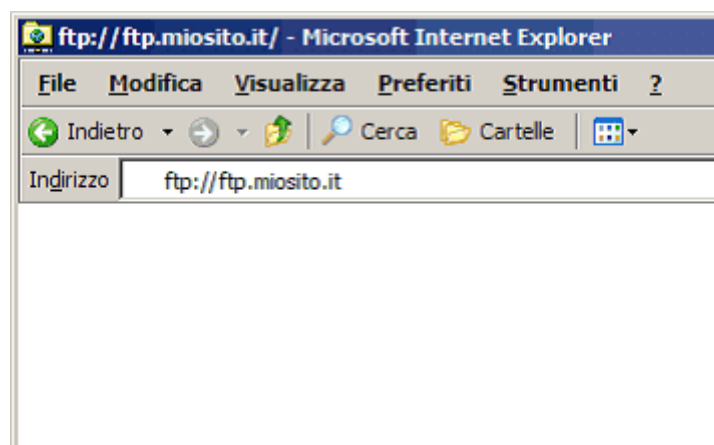 ftp://ftp.miosito.it/ - Microsoft Internet Explorer
File Modifica Visualizza Preferiti Strumenti ?
Indietro Cerca Cartelle
Indirizzo ftp://ftp.miosito.it